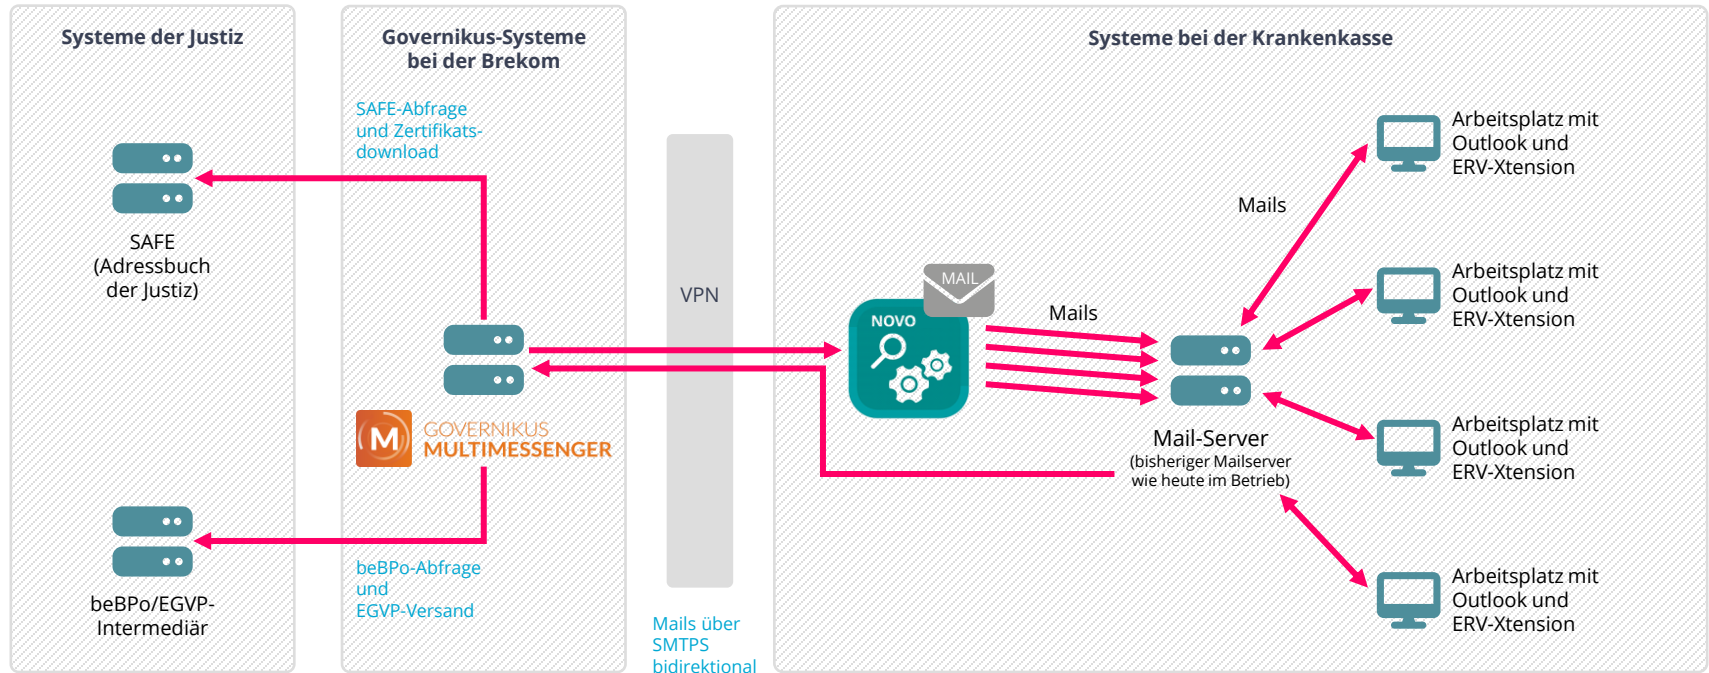 Systeme der Justiz
SAFE
(Adressbuch
der Justiz)
beBPo/EGVP-
Intermediär
Governikus-Systeme
bei der Brekom
SAFE-Abfrage
und Zertifikats-
download
M
GOVERNIKUS
MULTIMESSENGER
beBPo-Abfrage
und
EGVP-Versand
VPN
Mails über
SMTPS
bidirektional
Systeme bei der Krankenkasse
MAIL
NOVO
Mails
Mail-Server
(bisheriger Mailserver
wie heute im Betrieb)
Mails
Arbeitsplatz mit
Outlook und
ERV-Xtension
Arbeitsplatz mit
Outlook und
ERV-Xtension
Arbeitsplatz mit
Outlook und
ERV-Xtension
Arbeitsplatz mit
Outlook und
ERV-Xtension